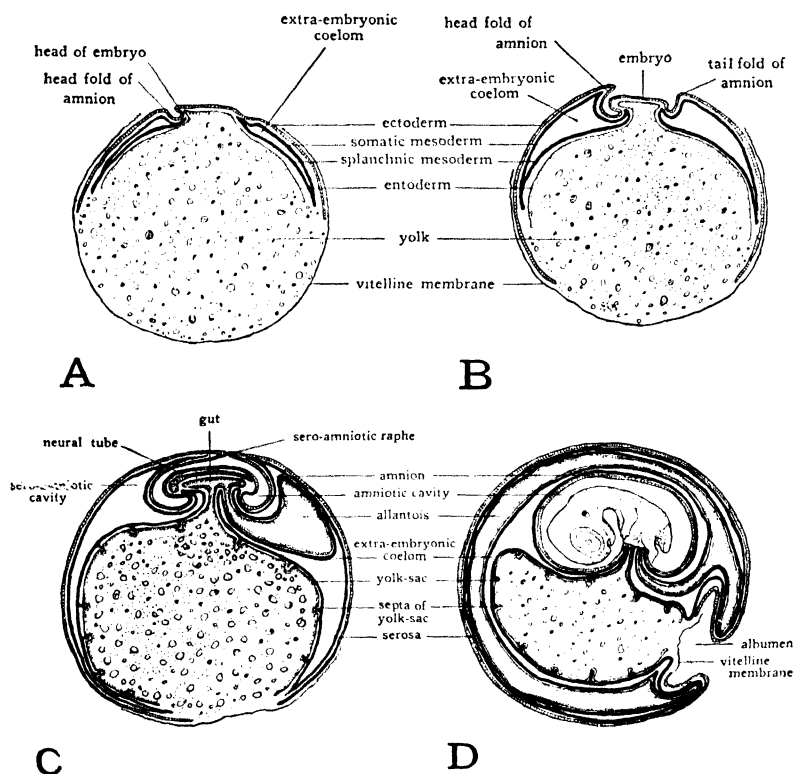 extra-embryonic
coelom
head of embryo
head fold of
amnion
head fold of
amnion
embryo
tail fold of
amnion
extra-embryonic
coelom
ectoderm
somatic mesoderm
splanchnic mesoderm
entoderm
yolk
vitelline membrane
A
B
gut
neural tube
sero-amniotic raphe
cavity
amnion
amniotic cavity
allantois
extra-embryonic
coelom
yolk-sac
septa of
yolk-sac
serosa
albumen
vitelline
membrane
C
D